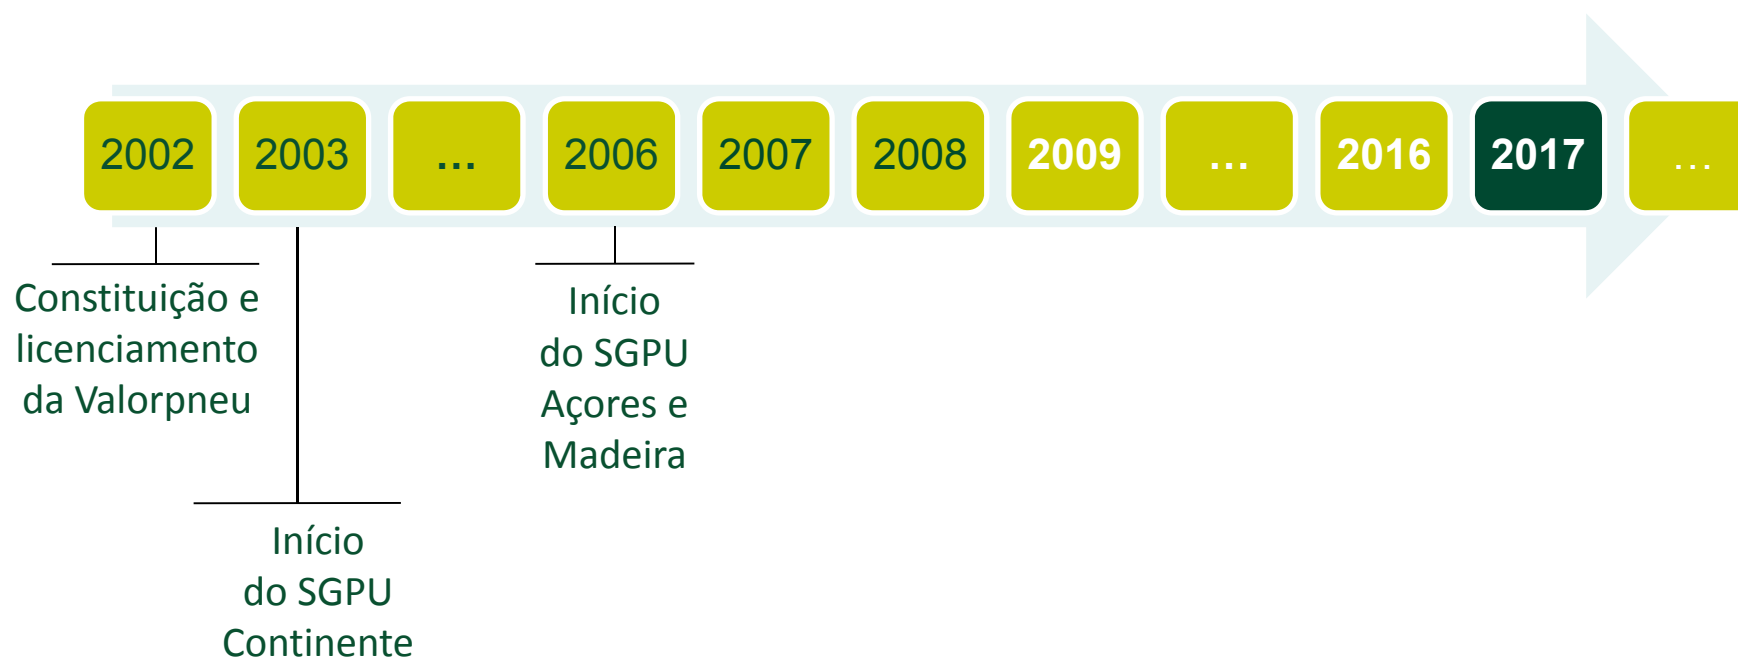 2002 2003 ... 2006 2007 2008 2009 ... 2016 2017 ...
Constituição e
licenciamento
da Valorpneu
Início
do SGPU
Continente
Início
do SGPU
Açores e
Madeira